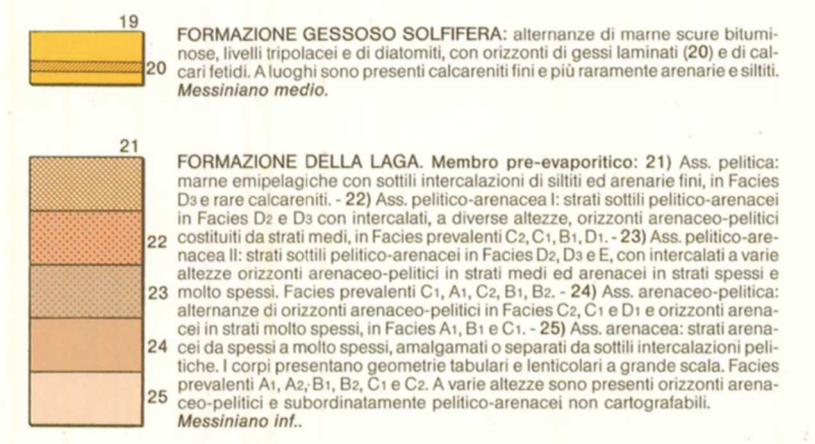 19
20
FORMAZIONE GESSOSO SOLFIFERA: alternanze di marne scure bitumi-
nose, livelli tripolacei e di diatomiti, con orizzonti di gessi laminati (20) e di cal-
cari fetidi. A luoghi sono presenti calcareniti fini e più raramente arenarie e siltiti.
Messiniano medio.
21
22
23
24
25
FORMAZIONE DELLA LAGA. Membro pre-evaporitico: 21) Ass. pelitica:
marne emipelagiche con sottili intercalazioni di siltiti ed arenarie fini, in Facies
D3 e rare calcareniti. - 22) Ass. pelitico-arenacea I: strati sottili pelitico-arenacei
in Facies D2 e D3 con intercalati, a diverse altezze, orizzonti arenaceo-pelitici
costituiti da strati medi, in Facies prevalenti C2, C1, B1, D1. - 23) Ass. pelitico-are-
nacea II: strati sottili pelitico-arenacei in Facies D2, D3 e E, con intercalati a varie
altezze orizzonti arenaceo-pelitici in strati medi ed arenacei in strati spessi e
molto spessi. Facies prevalenti C1, A1, C2, B1, B2. - 24) Ass. arenaceo-pelitica:
alternanze di orizzonti arenaceo-pelitici in Facies C2, C1 e D1 e orizzonti arena-
cei in strati molto spessi, in Facies A1, B1 e C1. - 25) Ass. arenacea: strati arena-
cei da spessi a molto spessi, amalgamati o separati da sottili intercalazioni peli-
tiche. I corpi presentano geometrie tabulari e lenticolari a grande scala. Facies
prevalenti A1, A2, B1, B2, C1 e C2. A varie altezze sono presenti orizzonti arena-
ceo-pelitici e subordinatamente pelitico-arenacei non cartografabili.
Messiniano inf..